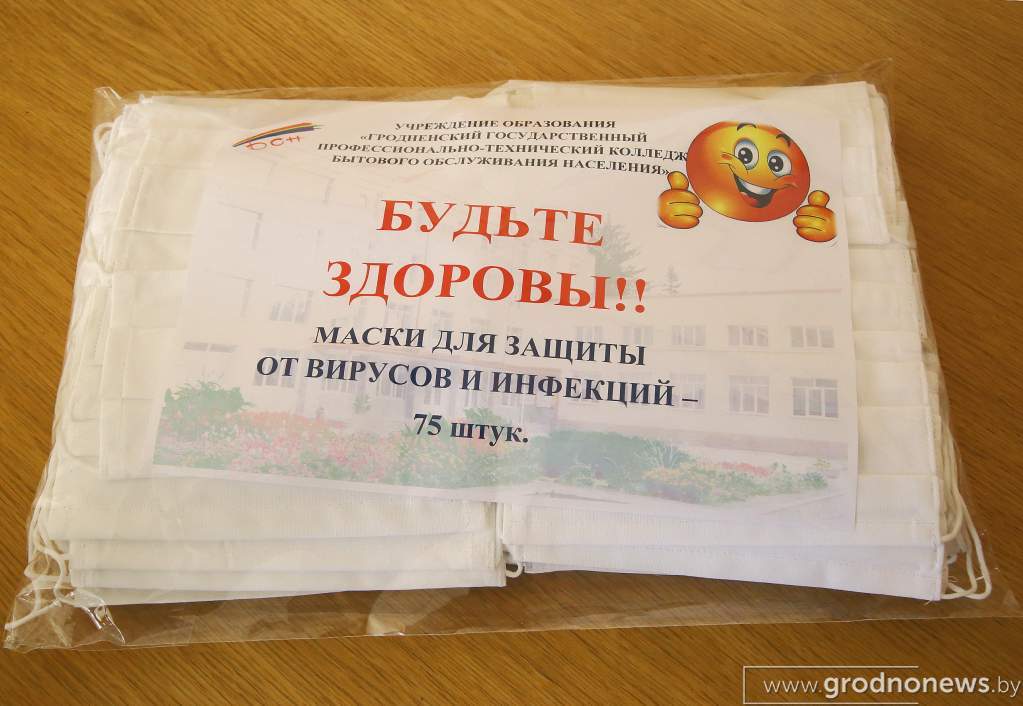 УЧРЕЖДЕНИЕ ОБРАЗОВАНИЯ
«ГРОДНЕНСКИЙ ГОСУДАРСТВЕННЫЙ
ПРОФЕССИОНАЛЬНО-ТЕХНИЧЕСКИЙ КОЛЛЕДЖ
БЫТОВОГО ОБСЛУЖИВАНИЯ НАСЕЛЕНИЯ»
БОН
БУДЬТЕ
ЗДОРОВЫ!!
МАСКИ ДЛЯ ЗАЩИТЫ
ОТ ВИРУСОВ И ИНФЕКЦИЙ –
75 штук.
www.grodnonews.by